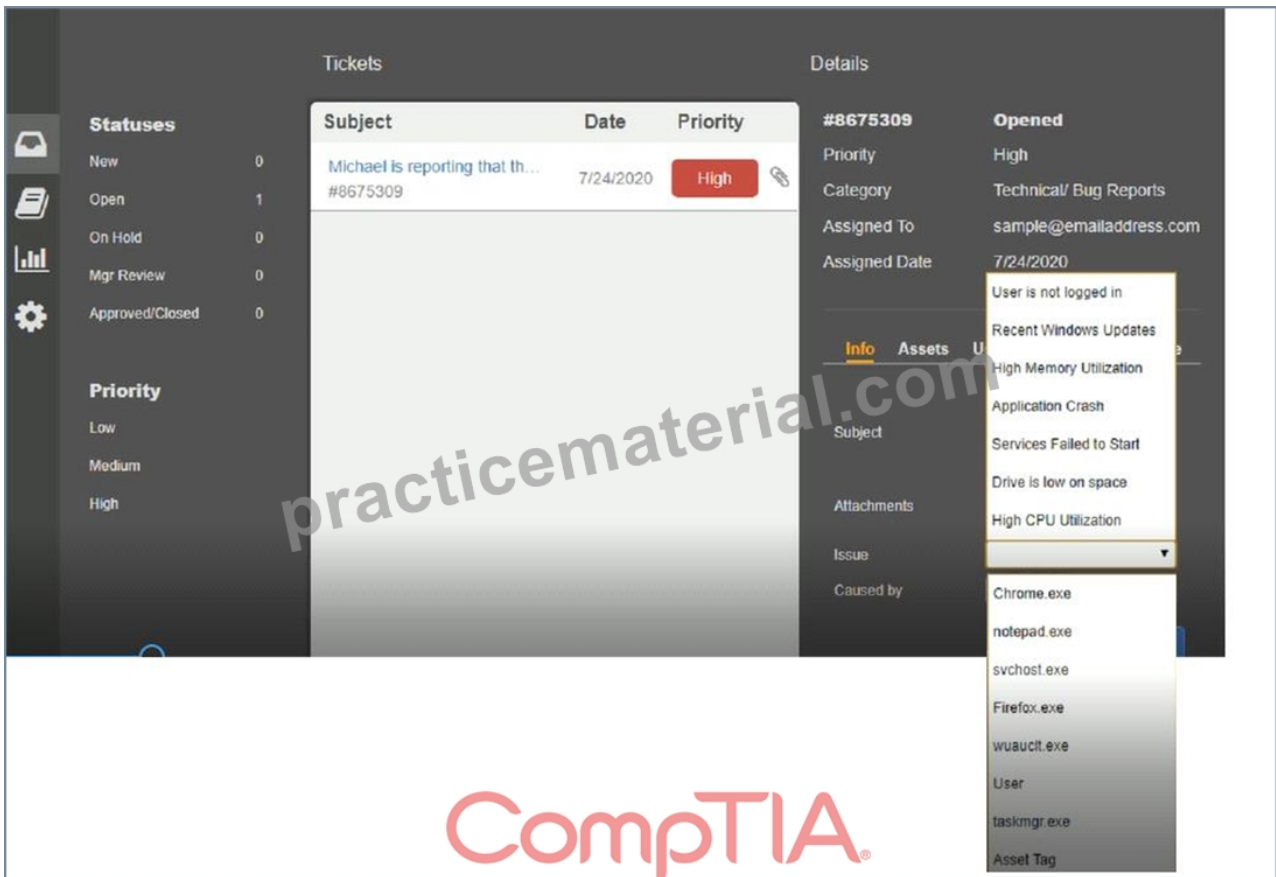 Tickets
Details
Statuses
New 0
Open 1
On Hold 0
Mgr Review 0
Approved/Closed 0
Priority
Low
Medium
High
Subject Date Priority
Michael is reporting that th...
#8675309
7/24/2020
High
#8675309 Opened
Priority High
Category Technical/ Bug Reports
Assigned To sample@emailaddress.com
Assigned Date 7/24/2020
Info Assets
Subject
Attachments
Issue
Caused by
User is not logged in
Recent Windows Updates
High Memory Utilization
Application Crash
Services Failed to Start
Drive is low on space
High CPU Utilization
Chrome.exe
notepad.exe
svchost.exe
Firefox.exe
wuauclt.exe
User
taskmgr.exe
Asset Tag
practicematerial.com
CompTIA®